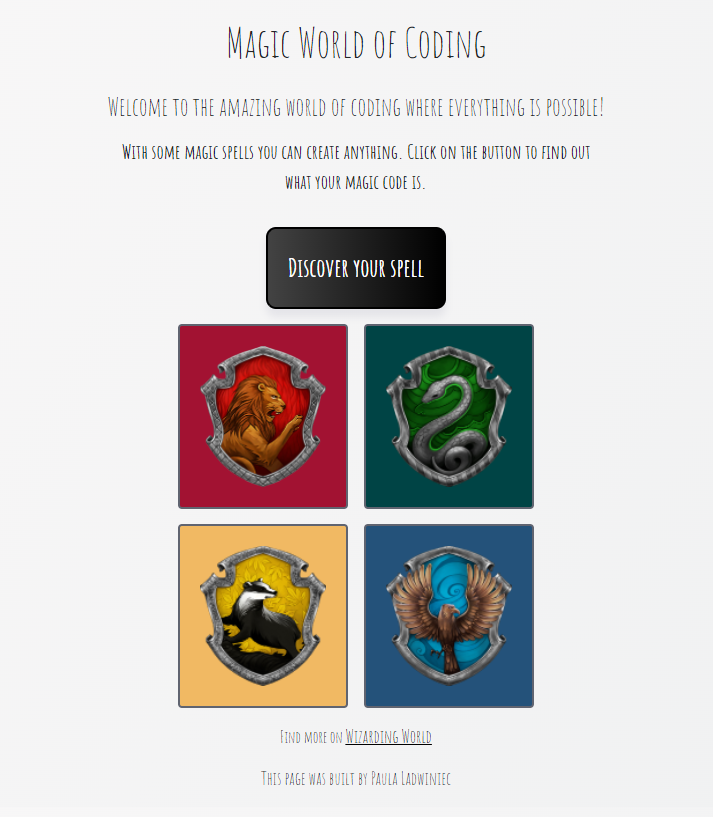 Magic World of Coding
Welcome to the amazing world of coding where everything is possible!
With some magic spells you can create anything. Click on the button to find out
what your magic code is.
Discover your spell
Find more on Wizarding World
This page was built by Paula Ladwiniec